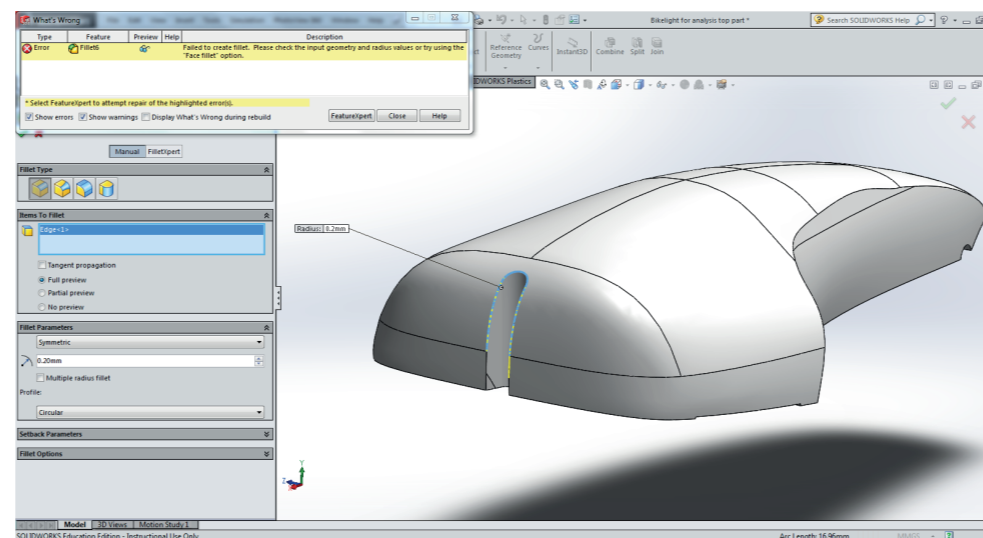 What's Wrong
Bikelight for analysis top part *
Search SOLIDWORKS Help
Type Feature Preview Help Description
Error Fillet6 Failed to create fillet. Please check the input geometry and radius values or try using the
"Face fillet" option.
Reference
Geometry
Curves
Instant3D
Combine Split Join
* Select FeatureXpert to attempt repair of the highlighted error(s).
Show errors Show warnings Display What's Wrong during rebuild
FeatureXpert Close Help
Manual FilletXpert
Fillet Type
Items To Fillet
Edge<1>
Tangent propagation
Full preview
Partial preview
No preview
Radius: 0.2mm
Fillet Parameters
Symmetric
0.20mm
Multiple radius fillet
Profile:
Circular
Setback Parameters
Fillet Options
Y
Z
Model 3D Views Motion Study 1
SOLIDWORKS Education Edition - Instructional Use Only
Arc Length: 16.96mm MMGS